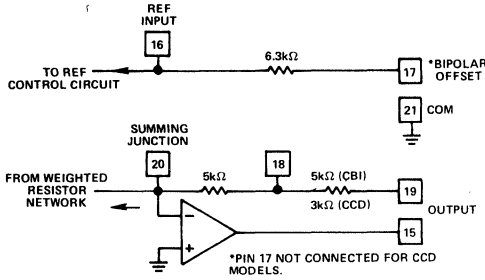 REF
INPUT
16
6.3kΩ
TO REF
CONTROL CIRCUIT
17
*BIPOLAR
OFFSET
21
COM
SUMMING
JUNCTION
20
18
FROM WEIGHTED
RESISTOR
NETWORK
5kΩ
5kΩ (CBI)
3kΩ (CCD)
19
OUTPUT
15
−
+
*PIN 17 NOT CONNECTED FOR CCD
MODELS.